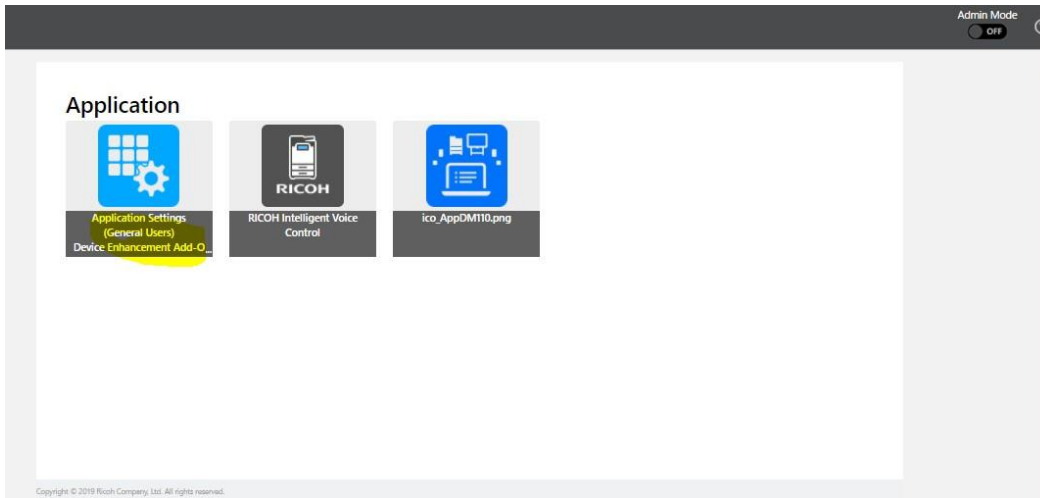 Admin Mode
OFF
Application
RICOH
Application Settings
(General Users)
Device Enhancement Add-O...
RICOH Intelligent Voice
Control
ico_AppDM110.png
Copyright © 2019 Ricoh Company, Ltd. All rights reserved.